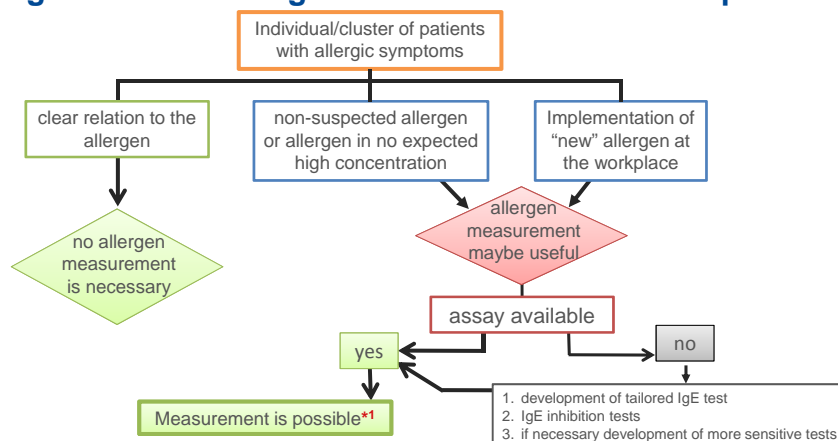 Individual/cluster of patients
with allergic symptoms
clear relation to the
allergen
non-suspected allergen
or allergen in no expected
high concentration
Implementation of
“new” allergen at
the workplace
no allergen
measurement
is necessary
allergen
measurement
maybe useful
assay available
yes
no
Measurement is possible*1
1. development of tailored IgE test
2. IgE inhibition tests
3. if necessary development of more sensitive tests